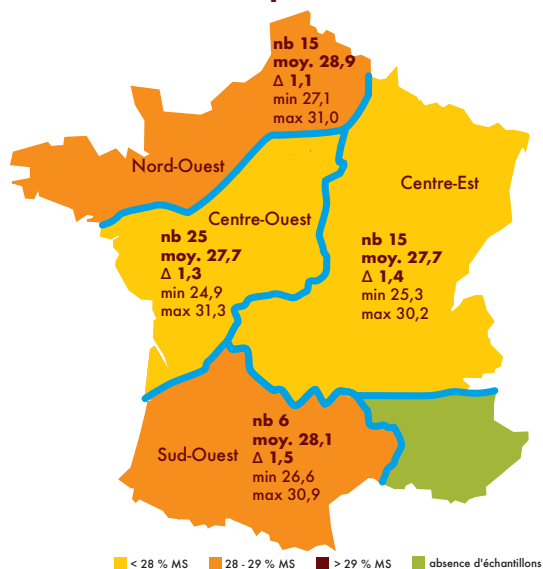 nb 15
moy. 28,9
Δ 1,1
min 27,1
max 31,0
Nord-Ouest
Centre-Est
Centre-Ouest
nb 25
moy. 27,7
Δ 1,3
min 24,9
max 31,3
nb 15
moy. 27,7
Δ 1,4
min 25,3
max 30,2
Sud-Ouest
nb 6
moy. 28,1
Δ 1,5
min 26,6
max 30,9
< 28 % MS 28 - 29 % MS > 29 % MS absence d'échantillons